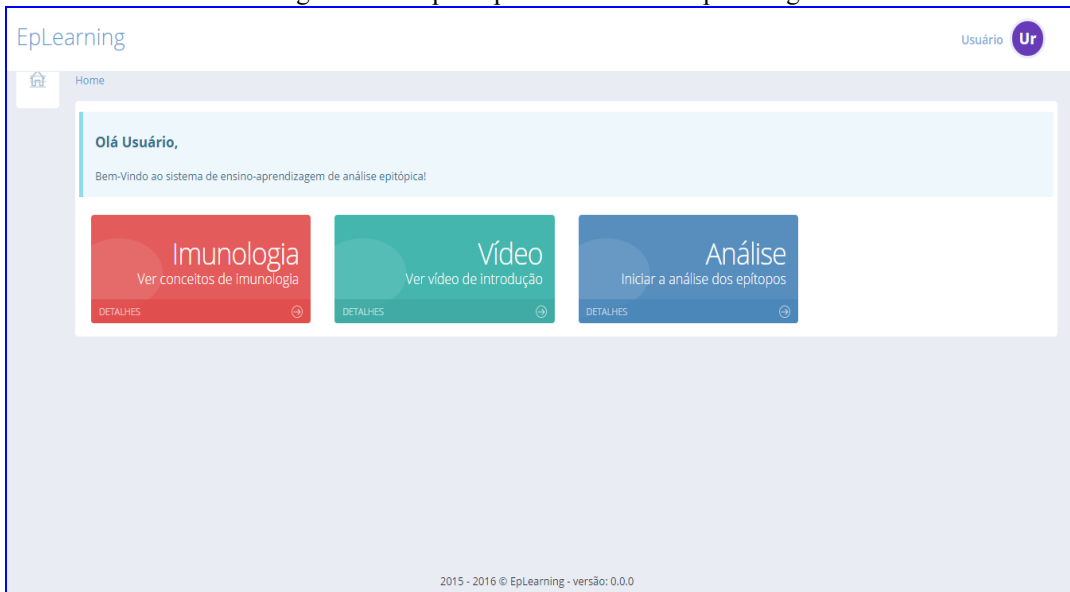 EpLearning
Usuário Ur
Home
Olá Usuário,
Bem-Vindo ao sistema de ensino-aprendizagem de análise epitópica!
Imunologia
Ver conceitos de imunologia
DETALHES
Vídeo
Ver vídeo de introdução
DETALHES
Análise
Iniciar a análise dos epítopos
DETALHES
2015 - 2016 © EpLearning - versão: 0.0.0